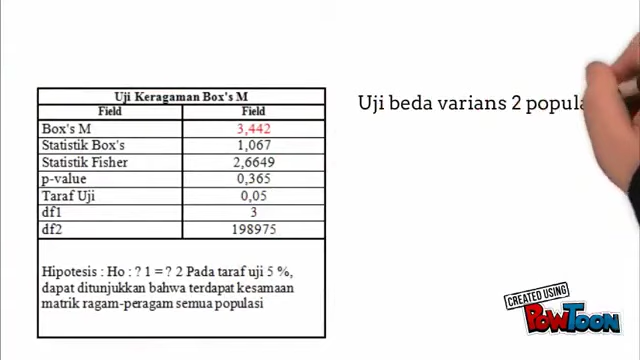 Uji Keragaman Box's M
Field Field
Box's M 3,442
Statistik Box's 1,067
Statistik Fisher 2,6649
p-value 0,365
Taraf Uji 0,05
df1 3
df2 198975
Hipotesis : Ho : ? 1 = ? 2 Pada taraf uji 5 %,
dapat ditunjukkan bahwa terdapat kesamaan
matrik ragam-peragam semua populasi
Uji beda varians 2 popula
CREATED USING
POWTOON